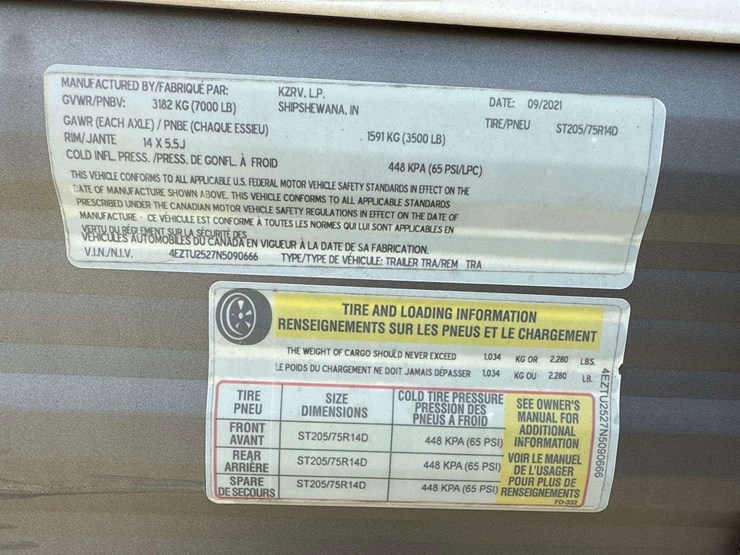 MANUFACTURED BY/FABRIQUÉ PAR: KZRV, L.P. DATE: 09/2021
GVWR/PNBV: 3182 KG (7000 LB) SHIPSHEWANA, IN TIRE/PNEU ST205/75R14D
GAWR (EACH AXLE) / PNBE (CHAQUE ESSIEU) 1591 KG (3500 LB)
RIM/JANTE 14 X 5.5J
COLD INFL. PRESS. /PRESS. DE GONFL. À FROID 448 KPA (65 PSI/LPC)
THIS VEHICLE CONFORMS TO ALL APPLICABLE U.S. FEDERAL MOTOR VEHICLE SAFETY STANDARDS IN EFFECT ON THE
DATE OF MANUFACTURE SHOWN ABOVE. THIS VEHICLE CONFORMS TO ALL APPLICABLE STANDARDS
PRESCRIBED UNDER THE CANADIAN MOTOR VEHICLE SAFETY REGULATIONS IN EFFECT ON THE DATE OF
MANUFACTURE - CE VÉHICULE EST CONFORME À TOUTES LES NORMES QUI LUI SONT APPLICABLES EN
VERTU DU RÈGLEMENT SUR LA SÉCURITÉ DES
VÉHICULES AUTOMOBILES DU CANADA EN VIGUEUR À LA DATE DE SA FABRICATION.
V.I.N./N.I.V. 4EZTU2527N5090666 TYPE/TYPE DE VÉHICULE: TRAILER TRA/REM TRA
TIRE AND LOADING INFORMATION
RENSEIGNEMENTS SUR LES PNEUS ET LE CHARGEMENT
THE WEIGHT OF CARGO SHOULD NEVER EXCEED 1,034 KG OR 2,280 LBS.
LE POIDS DU CHARGEMENT NE DOIT JAMAIS DÉPASSER 1,034 KG OU 2,280 LB.
TIRE
PNEU
SIZE
DIMENSIONS
COLD TIRE PRESSURE
PRESSION DES
PNEUS A FROID
SEE OWNER'S
MANUAL FOR
ADDITIONAL
INFORMATION
VOIR LE MANUEL
DE L'USAGER
POUR PLUS DE
RENSEIGNEMENTS
FRONT
AVANT
ST205/75R14D 448 KPA (65 PSI)
REAR
ARRIÈRE
ST205/75R14D 448 KPA (65 PSI)
SPARE
DE SECOURS
ST205/75R14D 448 KPA (65 PSI)
FD-332
4EZTU2527N5090666